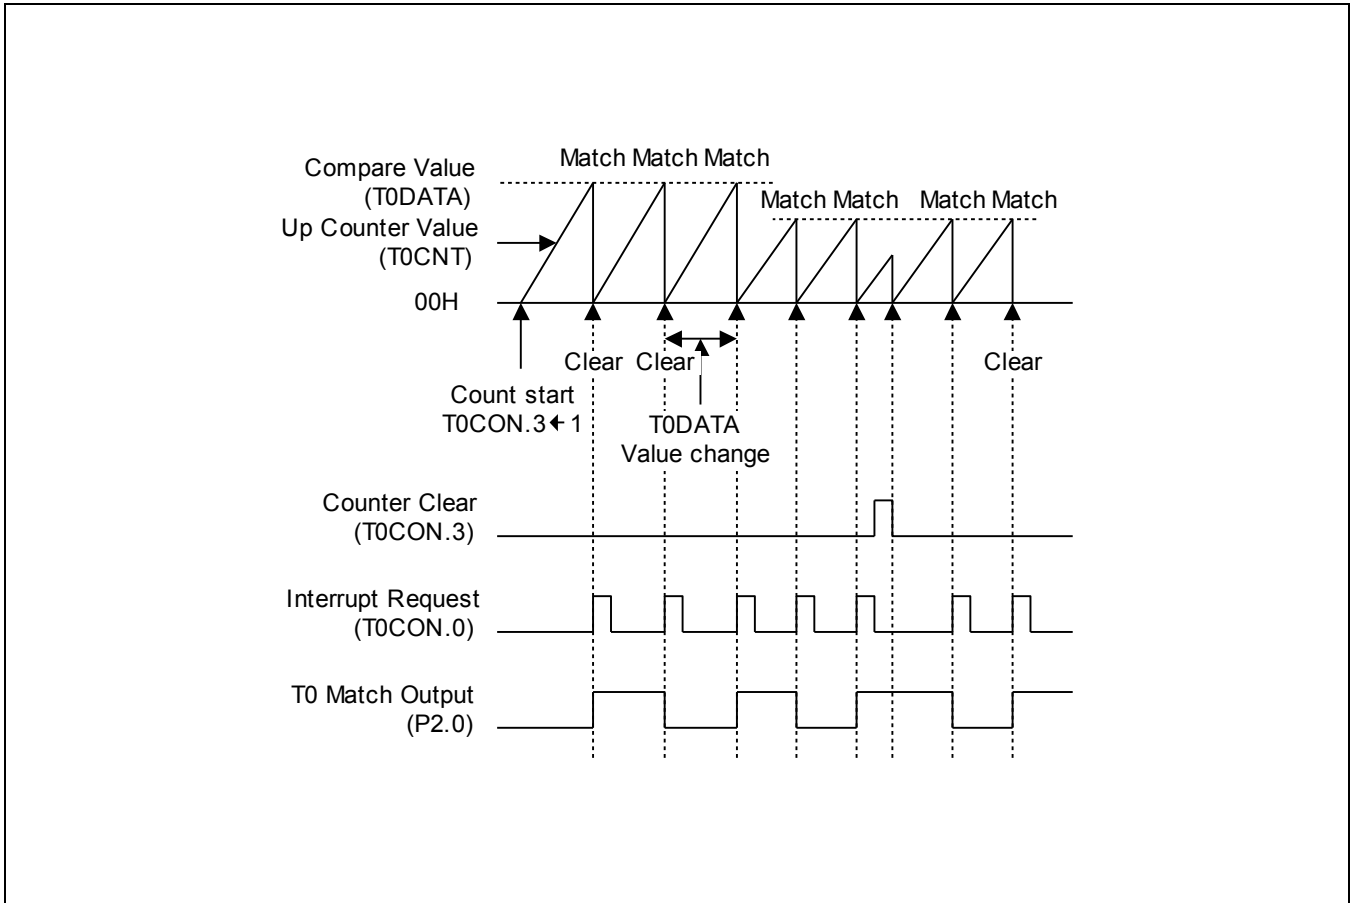 Match Match Match
Compare Value
(T0DATA)
Match Match Match Match
Up Counter Value
(T0CNT)
00H
Clear Clear Clear
Count start
T0CON.3 ← 1
T0DATA
Value change
Counter Clear
(T0CON.3)
Interrupt Request
(T0CON.0)
T0 Match Output
(P2.0)